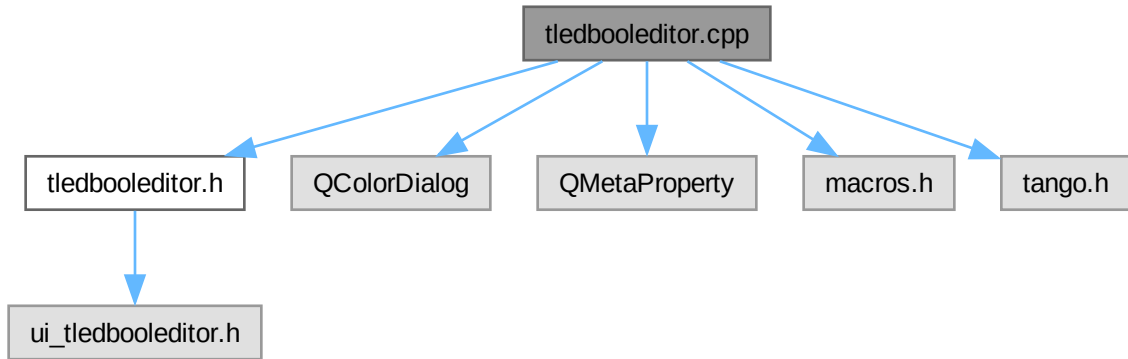 tledbooleditor.cpp
tledbooleditor.h
QColorDialog
QMetaProperty
macros.h
tango.h
ui_tledbooleditor.h